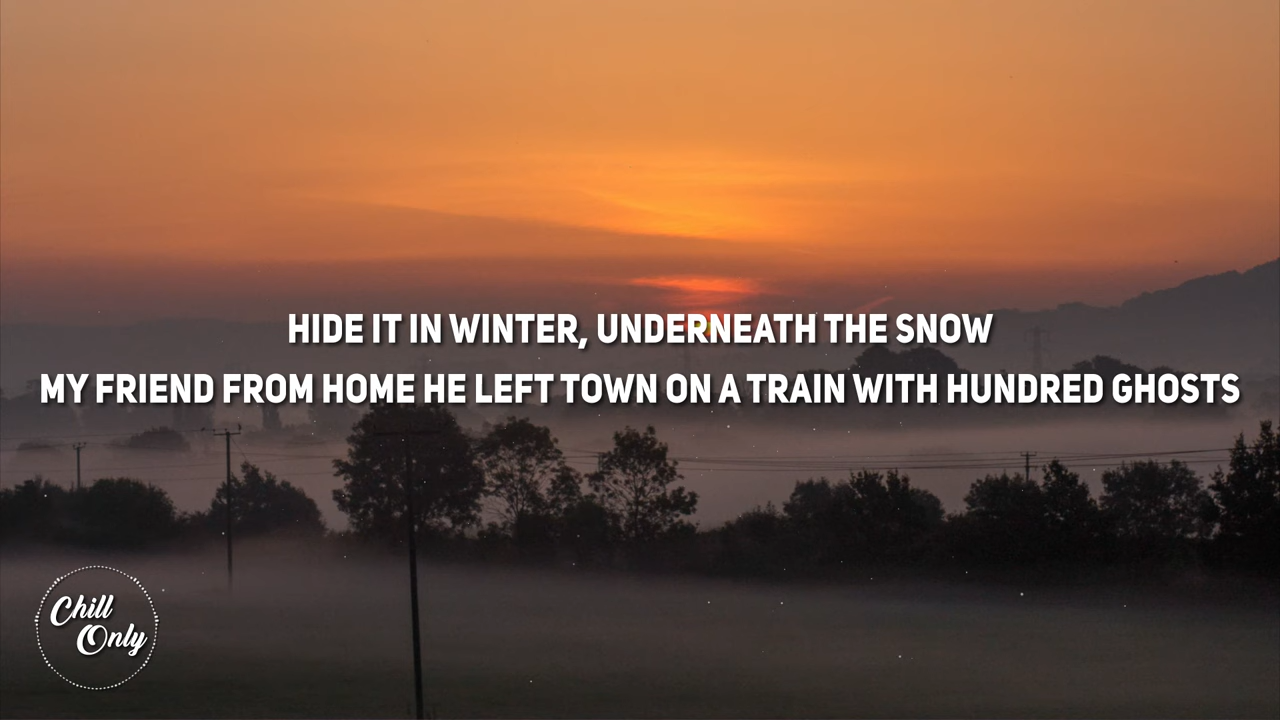 HIDE IT IN WINTER, UNDERNEATH THE SNOW
MY FRIEND FROM HOME HE LEFT TOWN ON A TRAIN WITH HUNDRED GHOSTS
Chill
Only